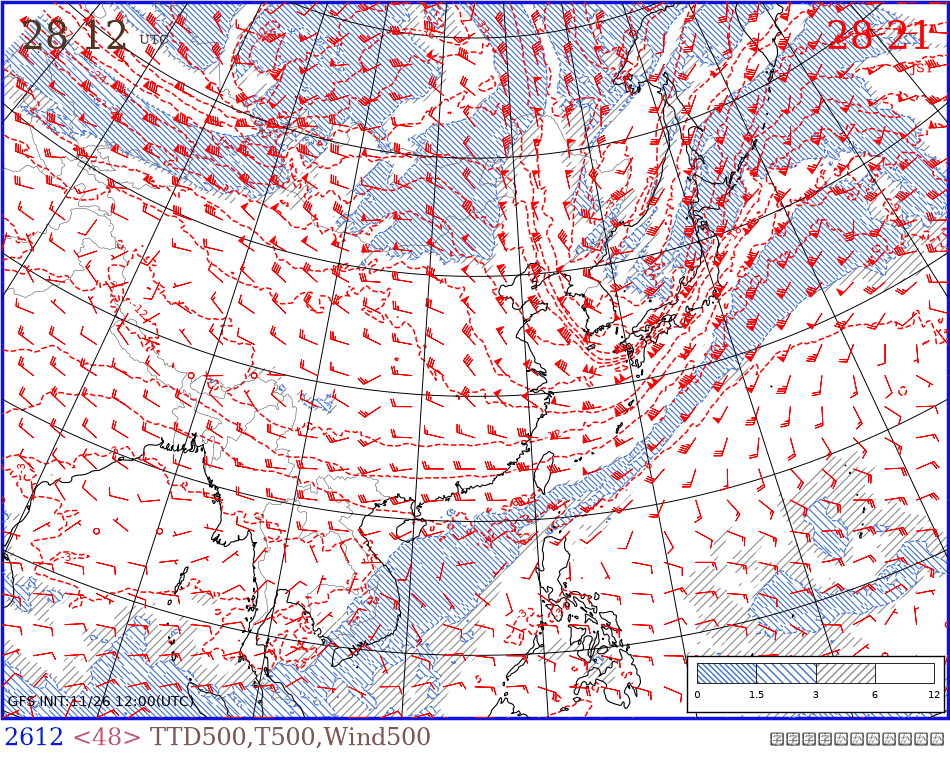 28 12 UTC
28 21
JST
0 1.5 3 6 12
GFS INIT:11/26 12:00(UTC)
2612 <48> TTD500,T500,Wind500